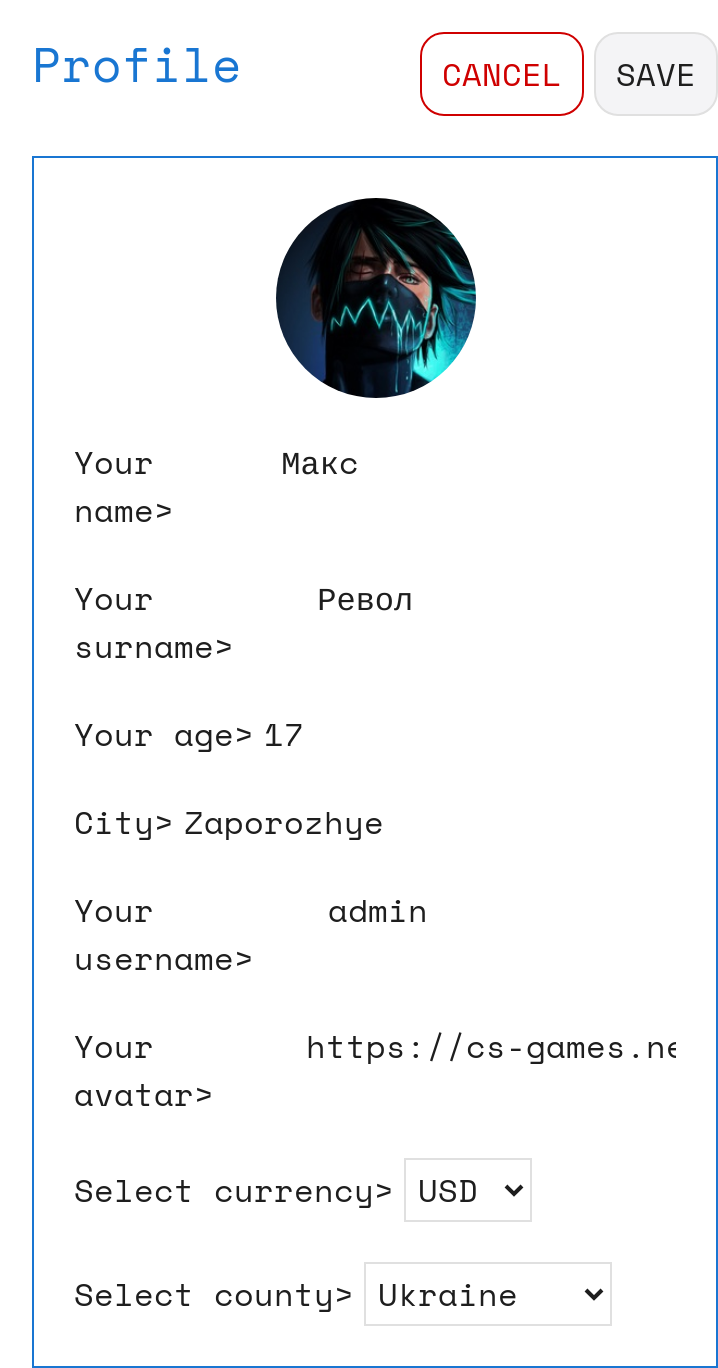 Profile
CANCEL
SAVE
Your name>
Макс
Your surname>
Револ
Your age> 17
City> Zaporozhye
Your username>
admin
Your avatar>
https://cs-games.ne
Select currency> USD
Select county> Ukraine